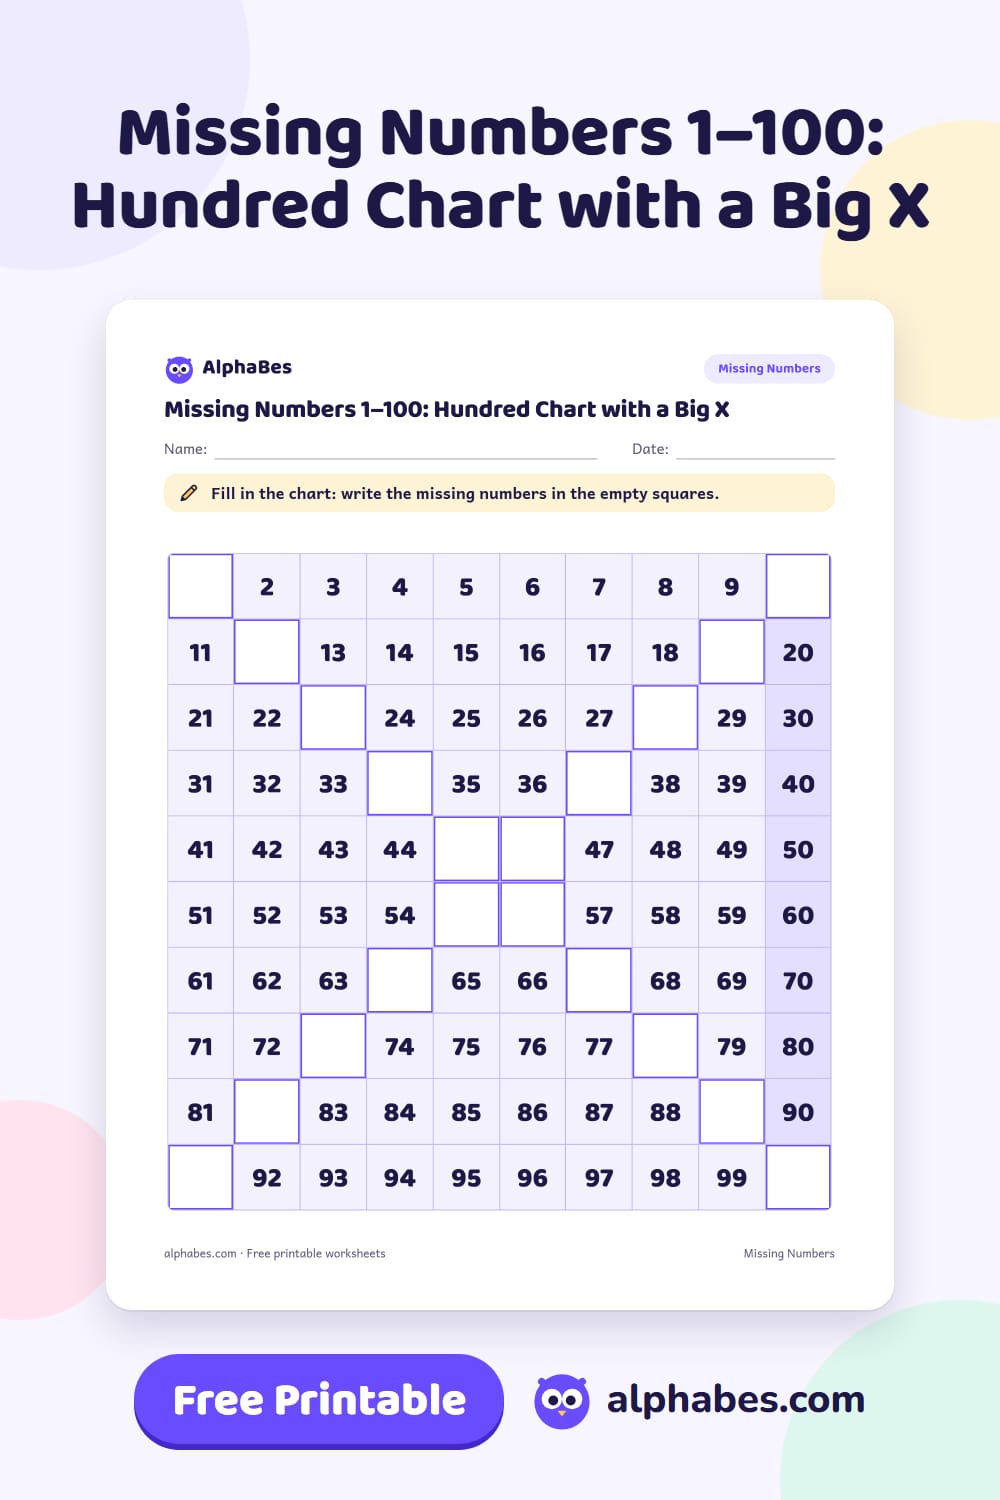 Missing Numbers 1–100:
Hundred Chart with a Big X
AlphaBes
Missing Numbers
Missing Numbers 1–100: Hundred Chart with a Big X
Name:
Date:
Fill in the chart: write the missing numbers in the empty squares.
2 3 4 5 6 7 8 9
11 13 14 15 16 17 18 20
21 22 24 25 26 27 29 30
31 32 33 35 36 38 39 40
41 42 43 44 47 48 49 50
51 52 53 54 57 58 59 60
61 62 63 65 66 68 69 70
71 72 74 75 76 77 79 80
81 83 84 85 86 87 88 90
92 93 94 95 96 97 98 99
alphabes.com · Free printable worksheets
Missing Numbers
Free Printable
alphabes.com